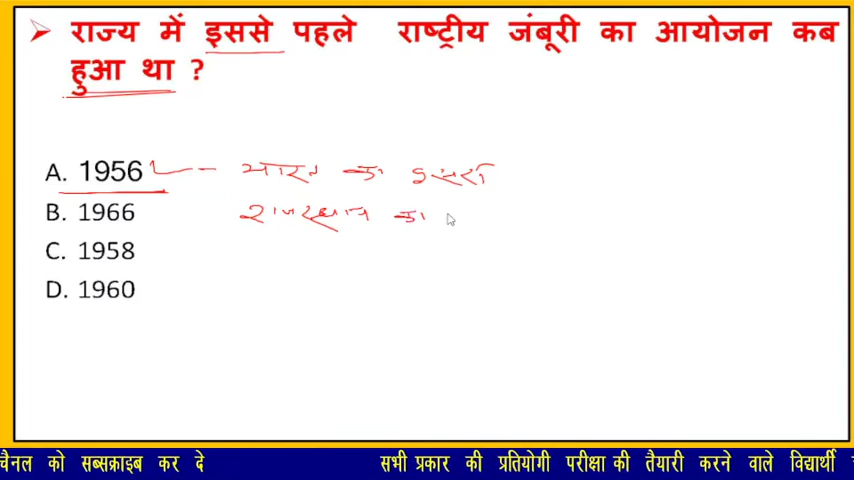 ➢ राज्य में इससे पहले राष्ट्रीय जंबूरी का आयोजन कब
हुआ था ?
A. 1956 भारत का दूसरा
B. 1966 राजस्थान का
C. 1958
D. 1960
चैनल को सब्सक्राइब कर दे सभी प्रकार की प्रतियोगी परीक्षा की तैयारी करने वाले विद्यार्थी